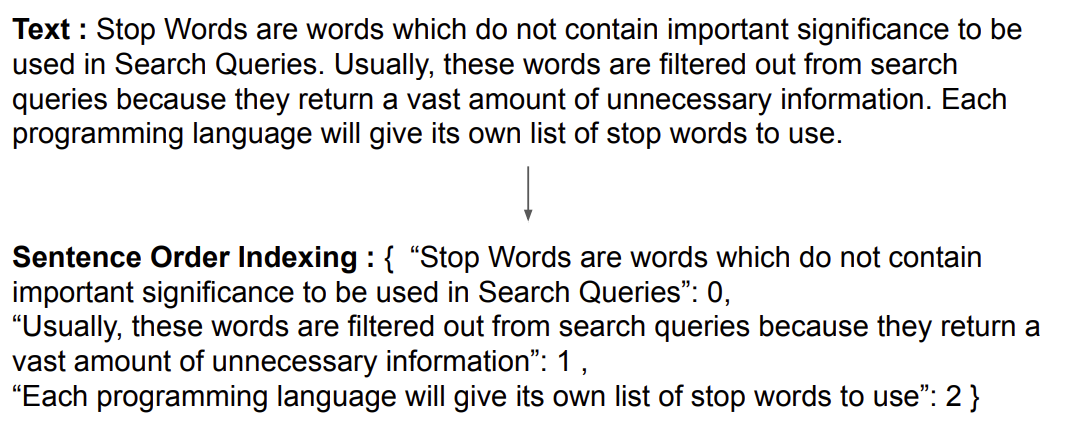 Text : Stop Words are words which do not contain important significance to be
used in Search Queries. Usually, these words are filtered out from search
queries because they return a vast amount of unnecessary information. Each
programming language will give its own list of stop words to use.
Sentence Order Indexing : {  “Stop Words are words which do not contain
important significance to be used in Search Queries”: 0,
“Usually, these words are filtered out from search queries because they return a
vast amount of unnecessary information”: 1 ,
“Each programming language will give its own list of stop words to use”: 2 }